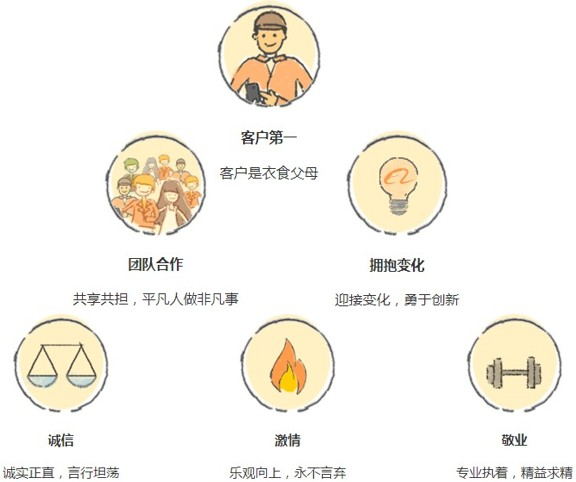 客户第一
客户是衣食父母
团队合作
共享共担，平凡人做非凡事
拥抱变化
迎接变化，勇于创新
诚信
诚实正直，言行坦荡
激情
乐观向上，永不言弃
敬业
专业执着，精益求精